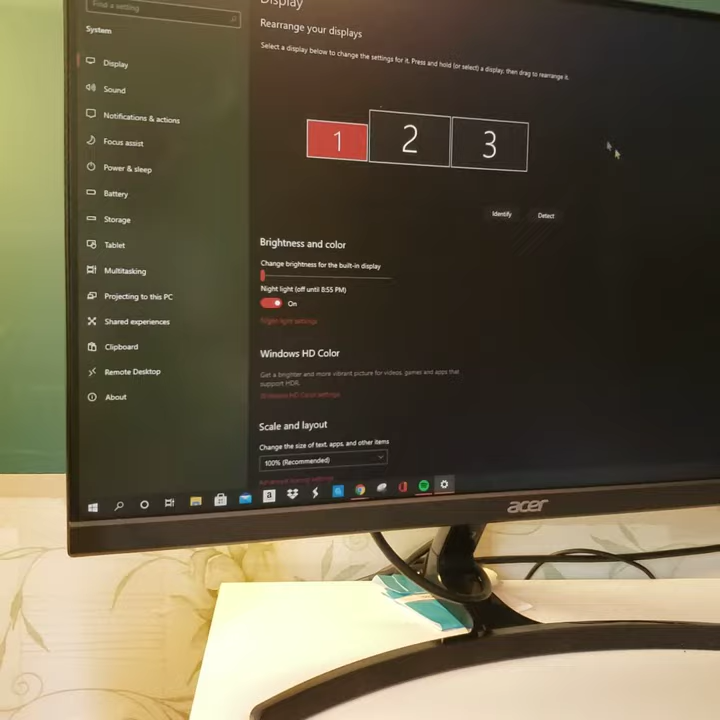 Find a setting
System
Display
Sound
Notifications & actions
Focus assist
Power & sleep
Battery
Storage
Tablet
Multitasking
Projecting to this PC
Shared experiences
Clipboard
Remote Desktop
About
Display
Rearrange your displays
Select a display below to change the settings for it. Press and hold (or select) a display, then drag to rearrange it.
1 2 3
Identify Detect
Brightness and color
Change brightness for the built-in display
Night light (off until 8:55 PM)
On
Night light settings
Windows HD Color
Get a brighter and more vibrant picture for videos, games and apps that
support HDR.
Windows HD Color settings
Scale and layout
Change the size of text, apps, and other items
100% (Recommended)
Advanced scaling settings
a
acer